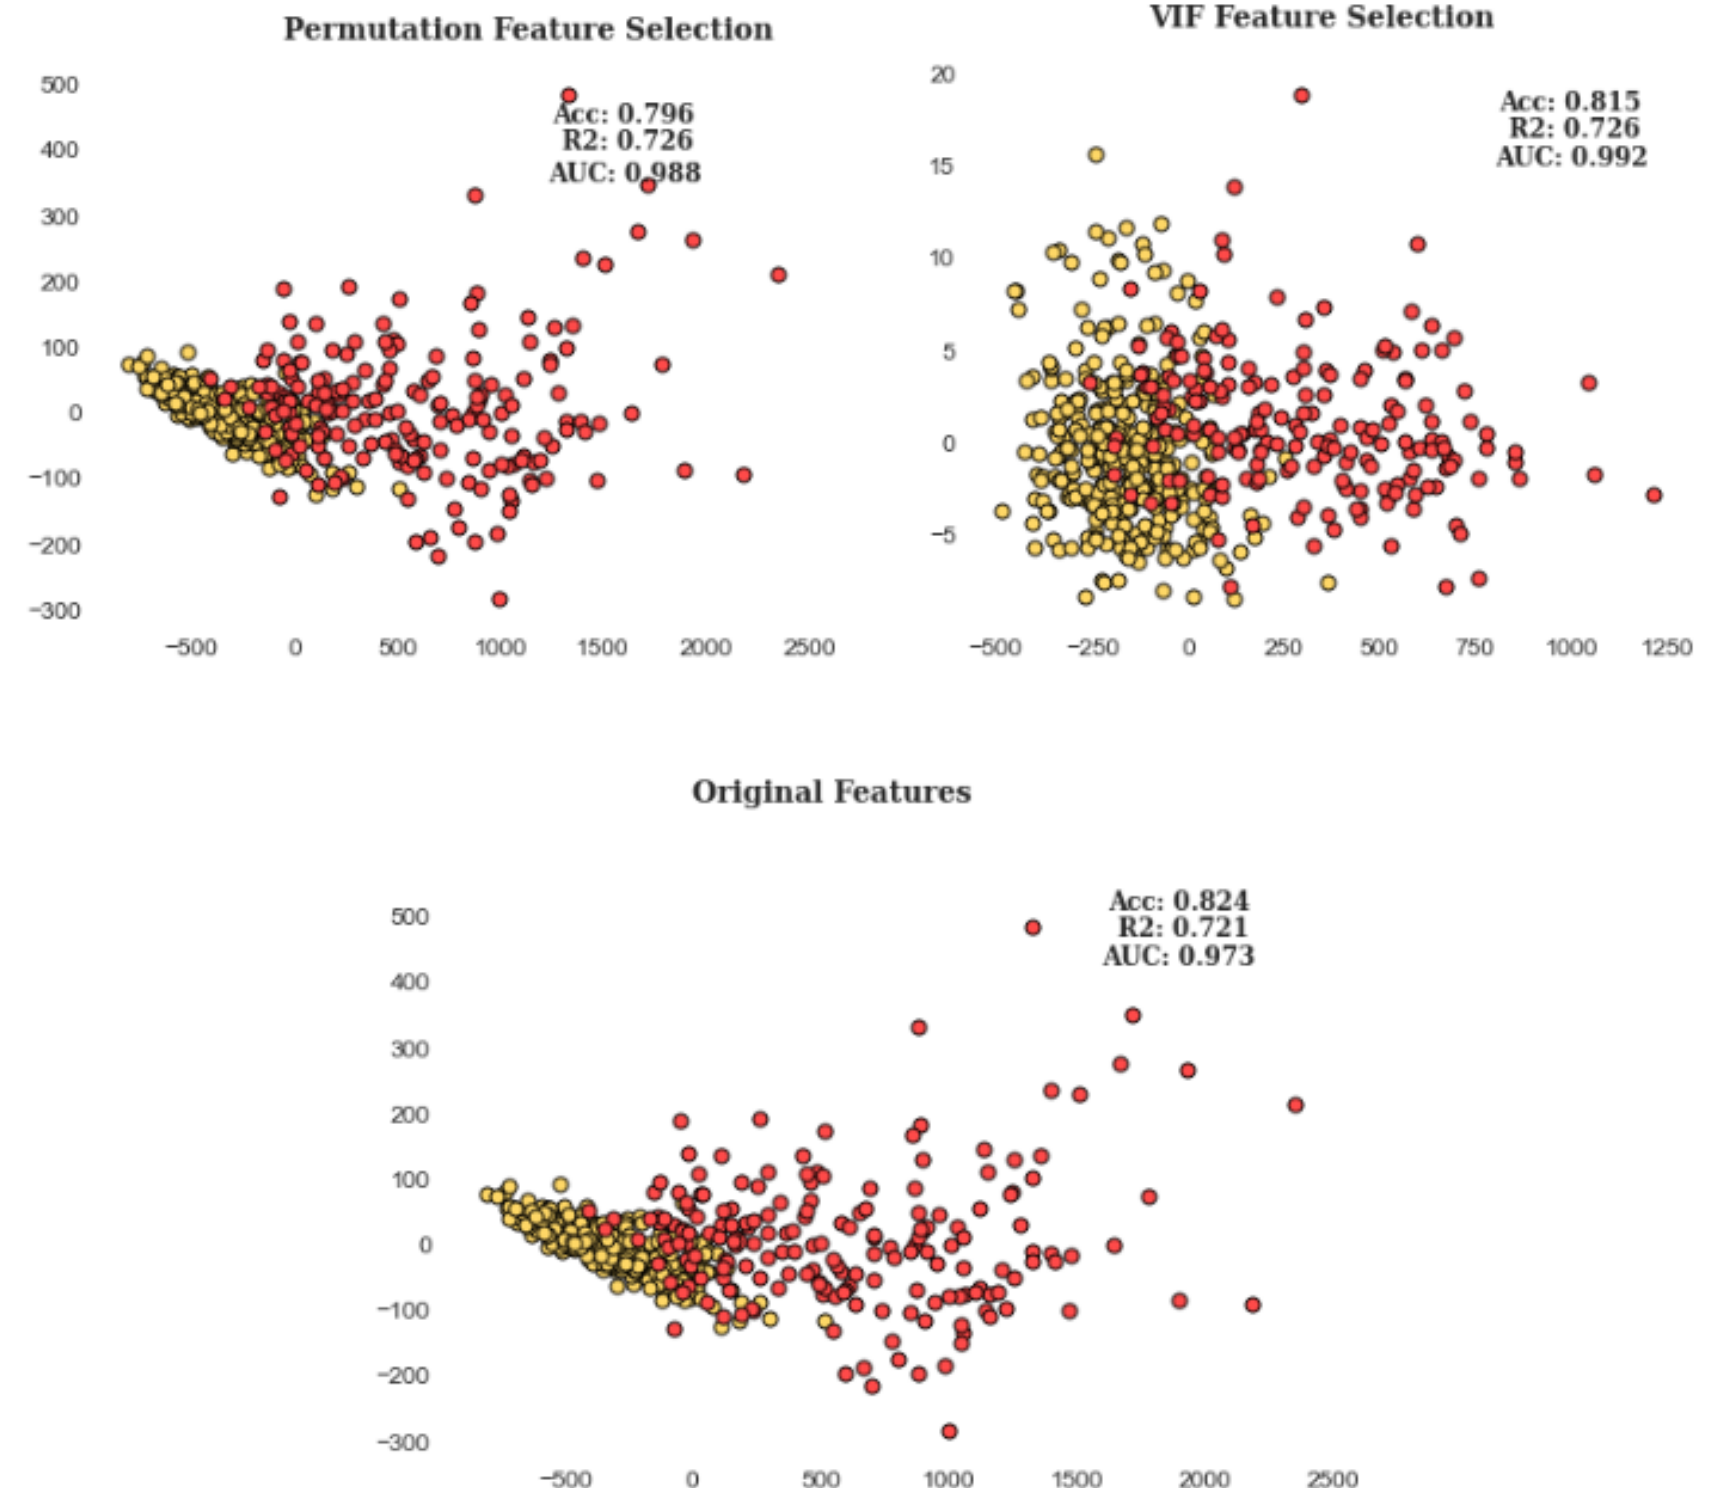 Permutation Feature Selection
500
400
300
200
100
0
−100
−200
−300
Acc: 0.796
R2: 0.726
AUC: 0.988
−500 0 500 1000 1500 2000 2500
VIF Feature Selection
20
15
10
5
0
−5
Acc: 0.815
R2: 0.726
AUC: 0.992
−500 −250 0 250 500 750 1000 1250
Original Features
500
400
300
200
100
0
−100
−200
−300
Acc: 0.824
R2: 0.721
AUC: 0.973
−500 0 500 1000 1500 2000 2500